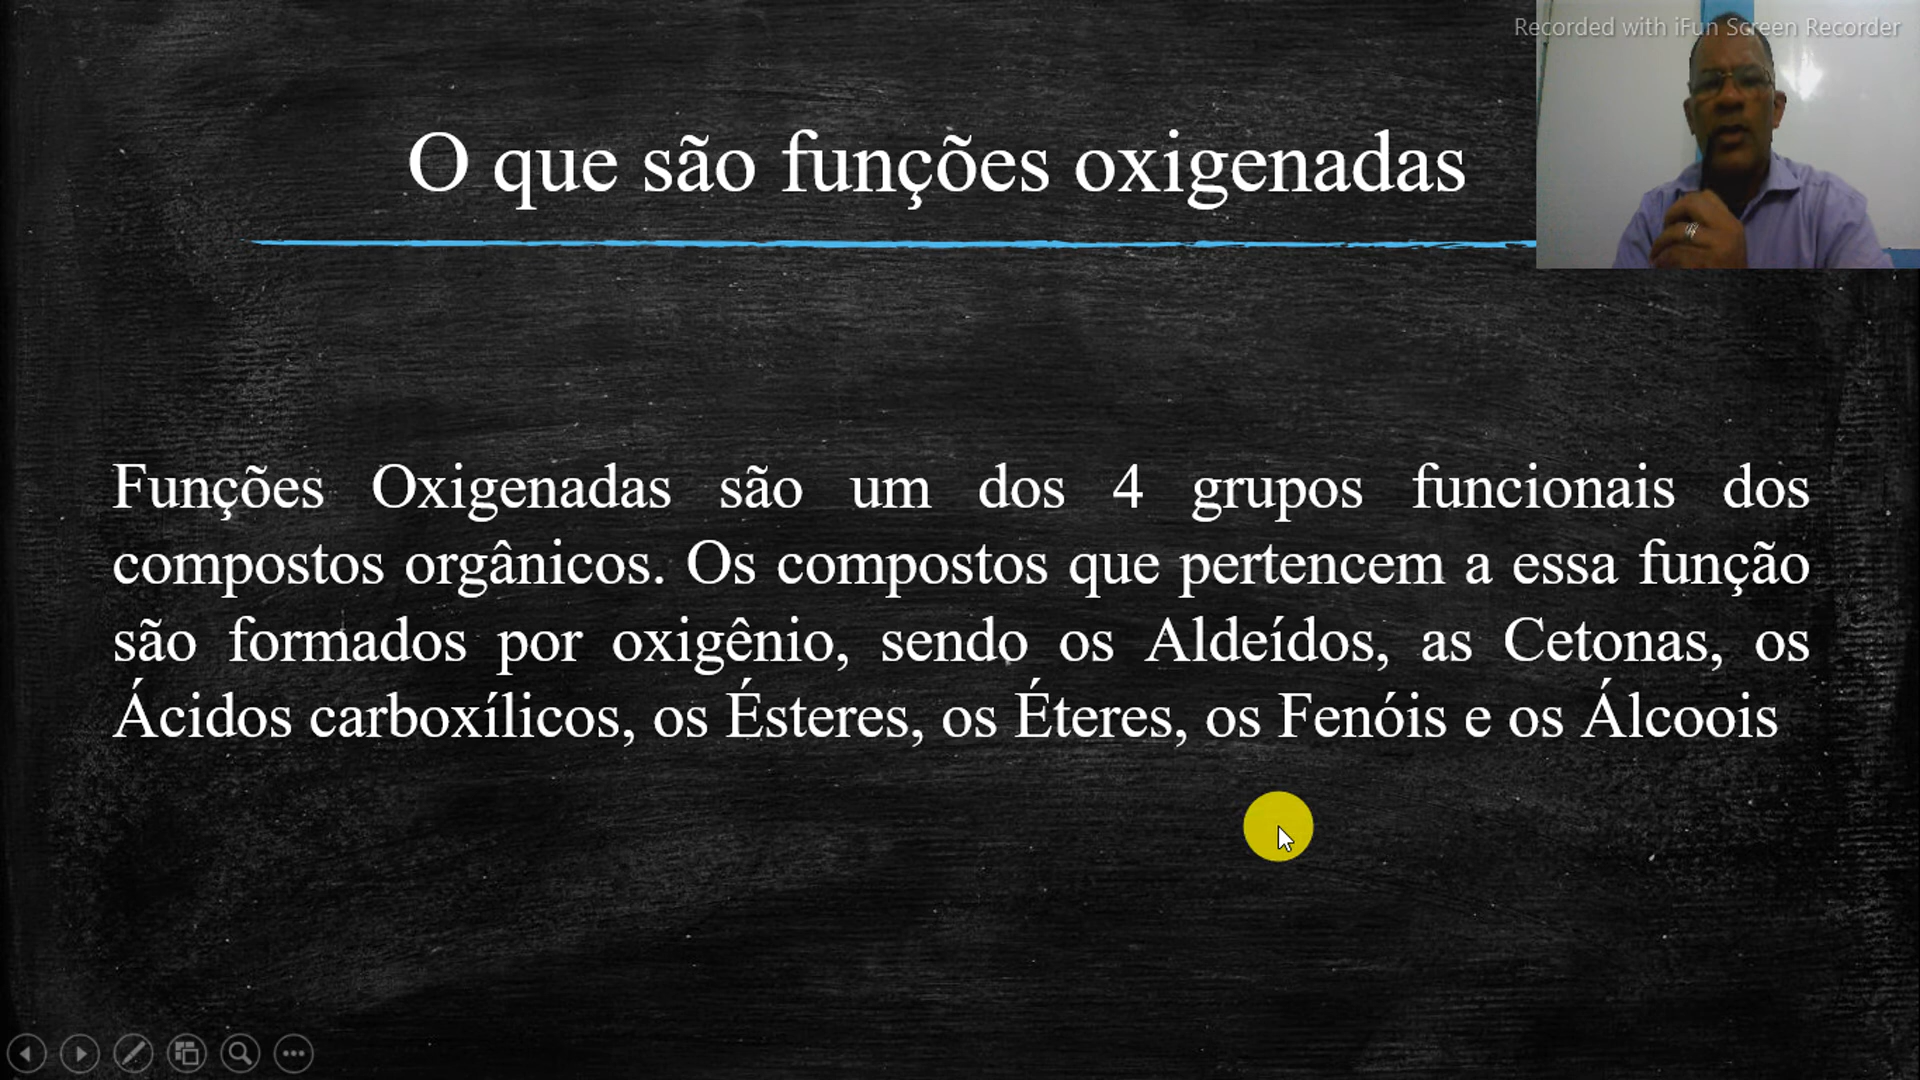 Recorded with iFun Screen Recorder
O que são funções oxigenadas
Funções Oxigenadas são um dos 4 grupos funcionais dos
compostos orgânicos. Os compostos que pertencem a essa função
são formados por oxigênio, sendo os Aldeídos, as Cetonas, os
Ácidos carboxílicos, os Ésteres, os Éteres, os Fenóis e os Álcoois